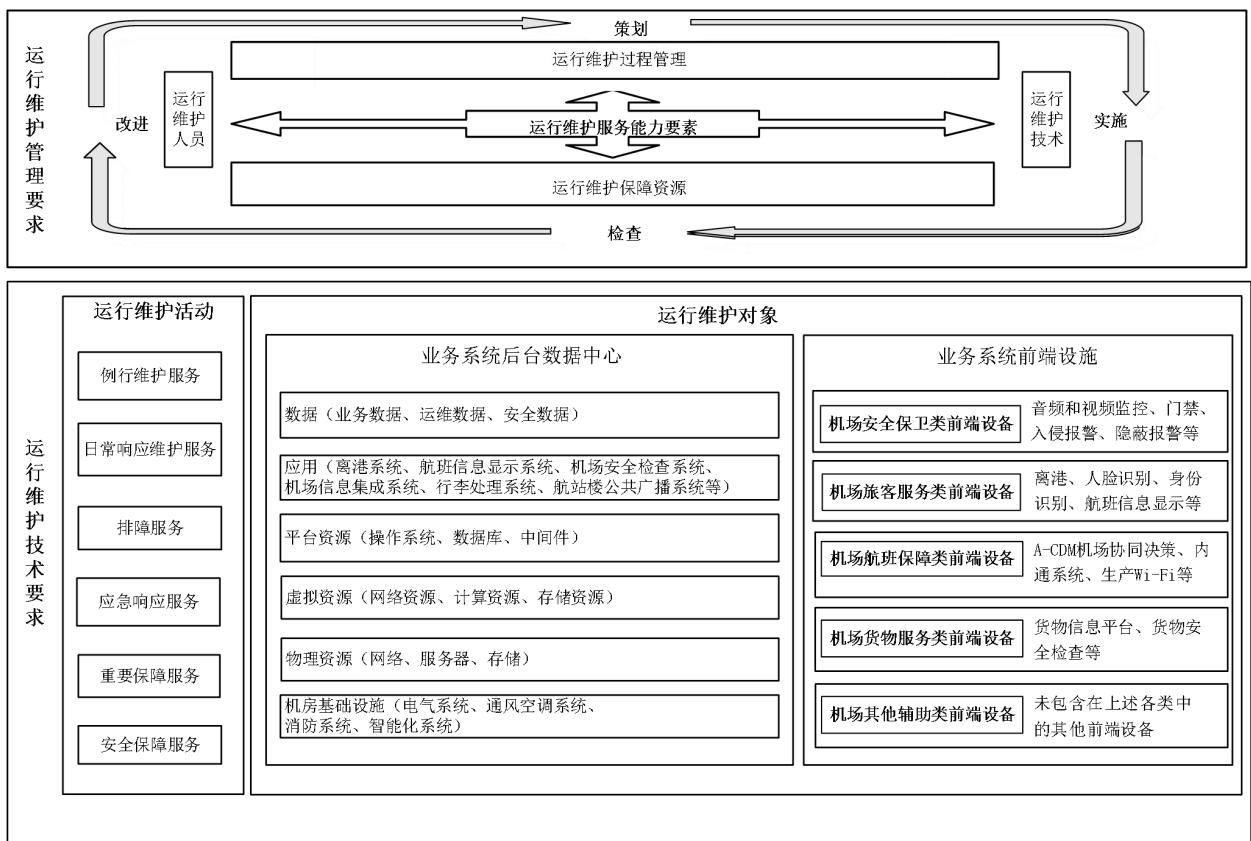 运行维护管理要求
策划
运行维护过程管理
运行
维护
人员
改进
运行维护服务能力要素
运行
维护
技术
实施
运行维护保障资源
检查
运行维护技术要求
运行维护活动
例行维护服务
日常响应维护服务
排障服务
应急响应服务
重要保障服务
安全保障服务
运行维护对象
业务系统后台数据中心
数据（业务数据、运维数据、安全数据）
应用（离港系统、航班信息显示系统、机场安全检查系统、
机场信息集成系统、行李处理系统、航站楼公共广播系统等）
平台资源（操作系统、数据库、中间件）
虚拟资源（网络资源、计算资源、存储资源）
物理资源（网络、服务器、存储）
机房基础设施（电气系统、通风空调系统、
消防系统、智能化系统）
业务系统前端设施
机场安全保卫类前端设备
音频和视频监控、门禁、
入侵报警、隐蔽报警等
机场旅客服务类前端设备
离港、人脸识别、身份
识别、航班信息显示等
机场航班保障类前端设备
A-CDM机场协同决策、内
通系统、生产Wi-Fi等
机场货物服务类前端设备
货物信息平台、货物安
全检查等
机场其他辅助类前端设备
未包含在上述各类中
的其他前端设备